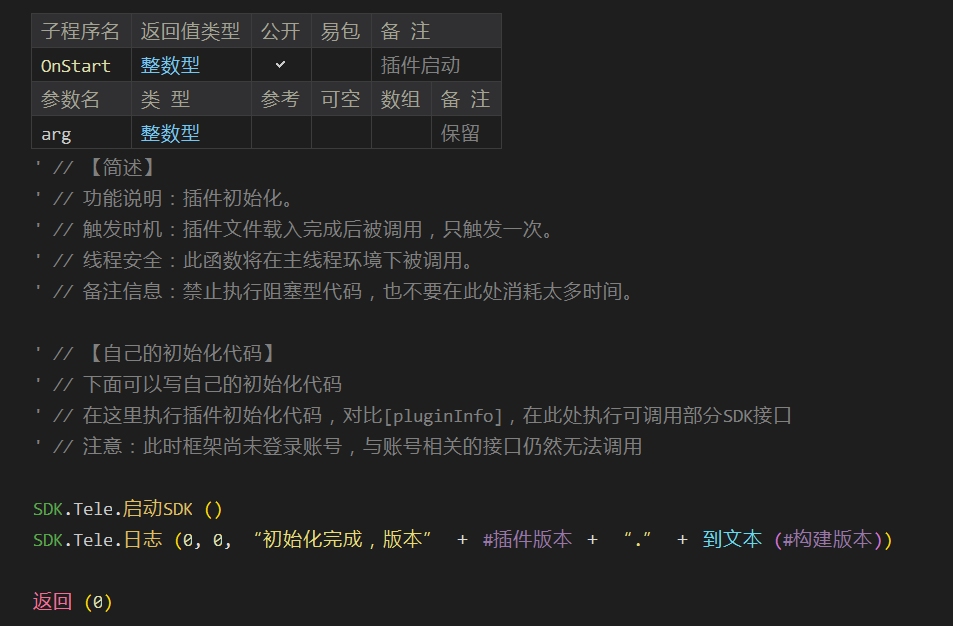 子程序名 返回值类型 公开 易包 备 注
OnStart 整数型 ✓ 插件启动
参数名 类 型 参考 可空 数组 备 注
arg 整数型 保留
' // 【简述】
' // 功能说明：插件初始化。
' // 触发时机：插件文件载入完成后被调用，只触发一次。
' // 线程安全：此函数将在主线程环境下被调用。
' // 备注信息：禁止执行阻塞型代码，也不要在此处消耗太多时间。
' // 【自己的初始化代码】
' // 下面可以写自己的初始化代码
' // 在这里执行插件初始化代码，对比[pluginInfo]，在此处执行可调用部分SDK接口
' // 注意：此时框架尚未登录账号，与账号相关的接口仍然无法调用
SDK.Tele.启动SDK ()
SDK.Tele.日志 (0, 0, “初始化完成，版本” + #插件版本 + “.” + 到文本 (#构建版本))
返回 (0)